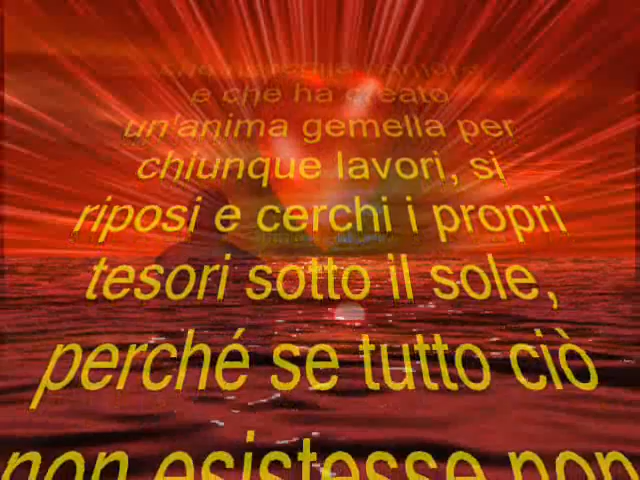 e che ha creato
un'anima gemella per
chiunque lavori, si
riposi e cerchi i propri
tesori sotto il sole,
perché se tutto ciò
non esistesse non